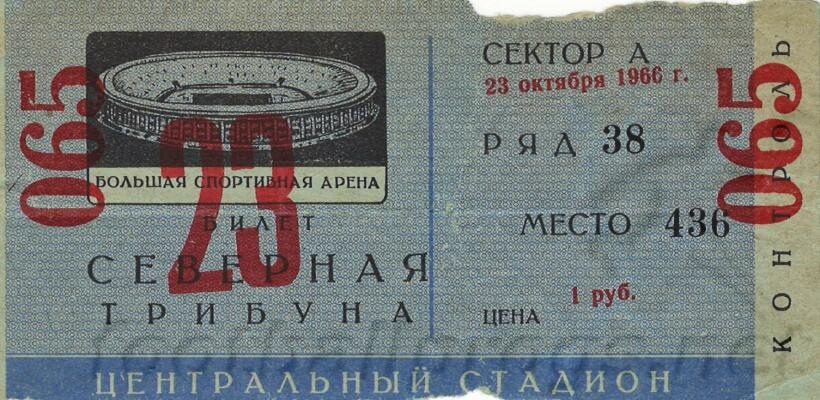 065
23
БОЛЬШАЯ СПОРТИВНАЯ АРЕНА
БИЛЕТ
СЕВЕРНАЯ
ТРИБУНА
СЕКТОР А
23 октября 1966 г.
РЯД 38
МЕСТО 436
ЦЕНА 1 руб.
065
КОНТРОЛЬ
ЦЕНТРАЛЬНЫЙ СТАДИОН